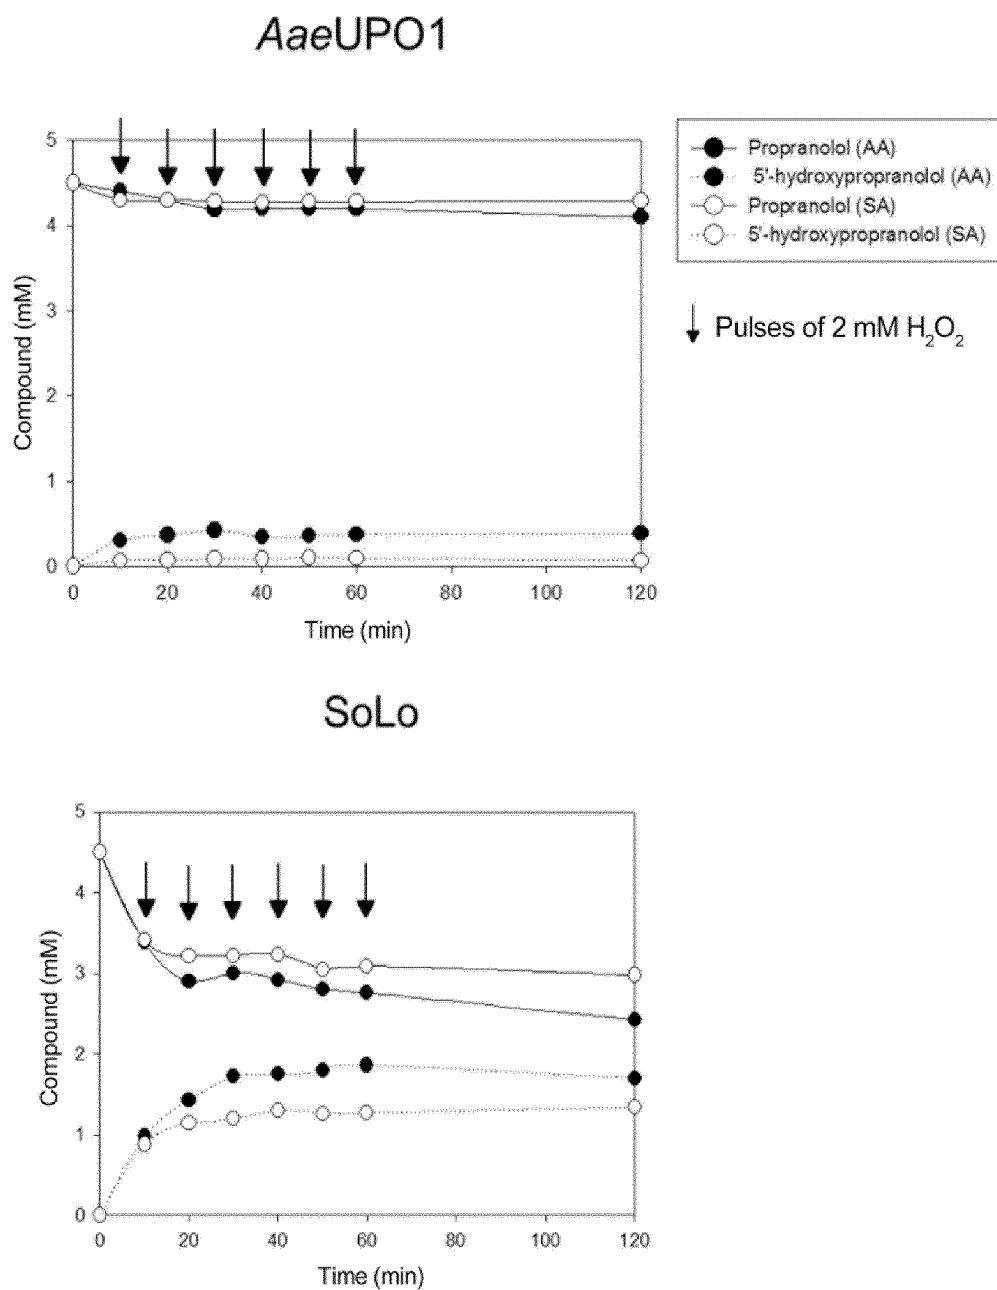 AaeUPO1
5
4
3
2
1
0
Compound (mM)
0 20 40 60 80 100 120
Time (min)
Propranolol (AA)
5'-hydroxypropranolol (AA)
Propranolol (SA)
5'-hydroxypropranolol (SA)
Pulses of 2 mM H₂O₂
SoLo
5
4
3
2
1
0
Compound (mM)
0 20 40 60 80 100 120
Time (min)